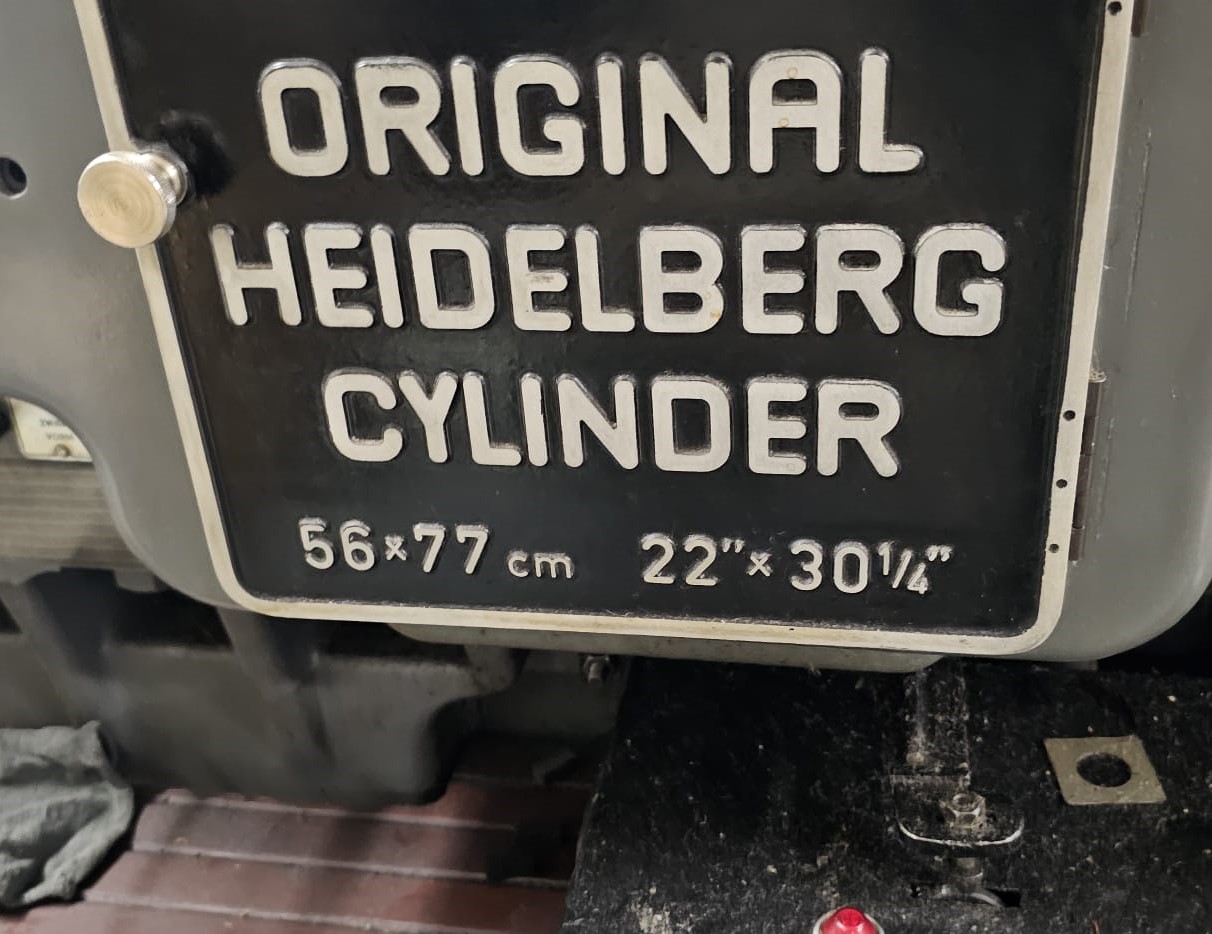 ORIGINAL
HEIDELBERG
CYLINDER
56×77 cm 22"× 30¼"